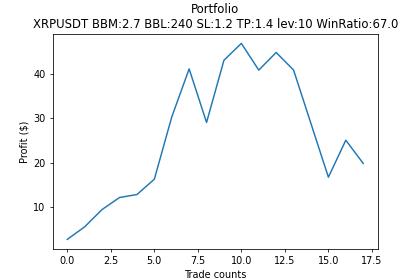 Portfolio
XRPUSDT BBM:2.7 BBL:240 SL:1.2 TP:1.4 lev:10 WinRatio:67.0
40
30
20
10
Profit ($)
0.0 2.5 5.0 7.5 10.0 12.5 15.0 17.5
Trade counts